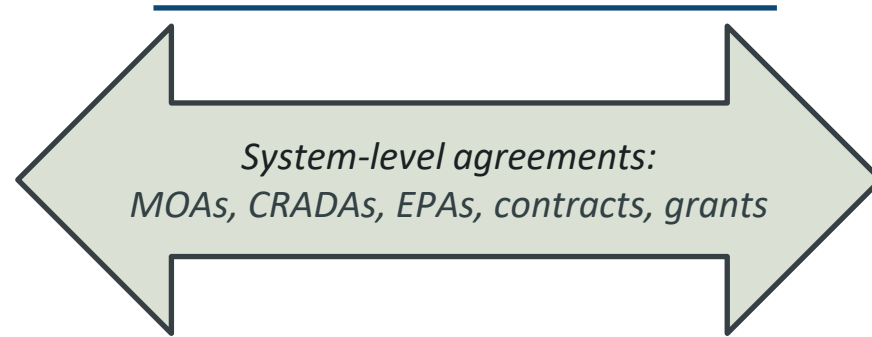 System-level agreements:
MOAs, CRADAs, EPAs, contracts, grants